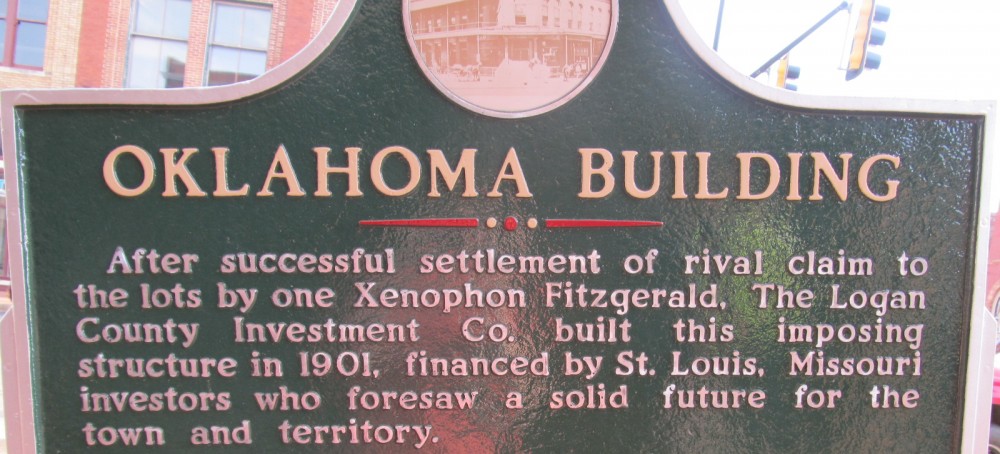 OKLAHOMA BUILDING
After successful settlement of rival claim to
the lots by one Xenophon Fitzgerald, The Logan
County Investment Co. built this imposing
structure in 1901, financed by St. Louis, Missouri
investors who foresaw a solid future for the
town and territory.